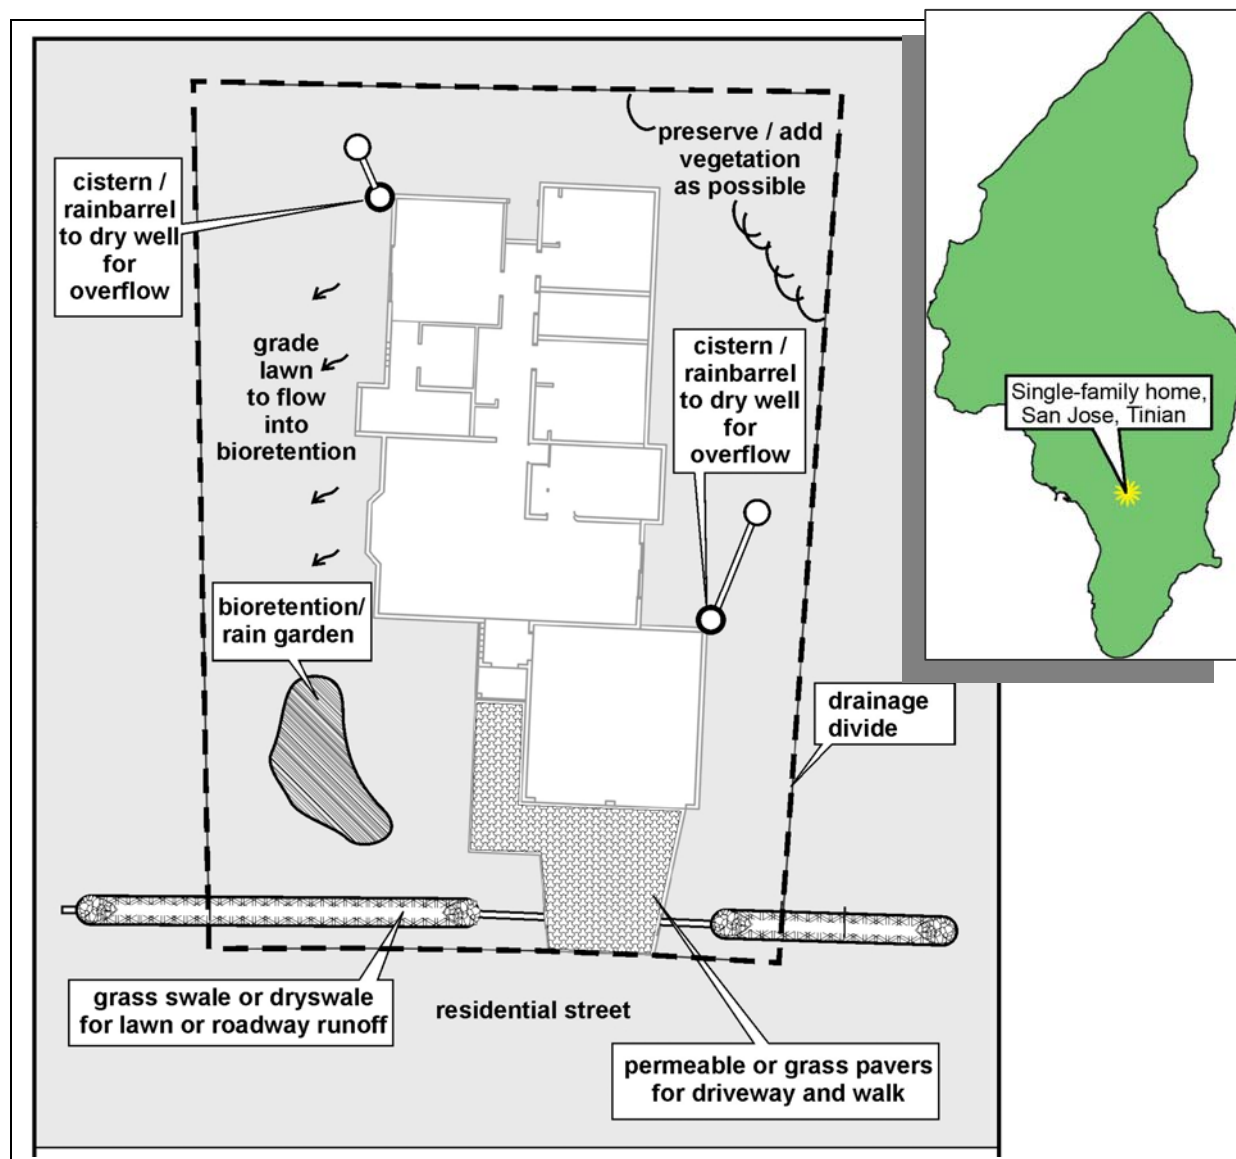 preserve / add
vegetation
as possible
cistern /
rainbarrel
to dry well
for
overflow
grade
lawn
to flow
into
bioretention
cistern /
rainbarrel
to dry well
for
overflow
Single-family home,
San Jose, Tinian
bioretention/
rain garden
drainage
divide
grass swale or dryswale
for lawn or roadway runoff
residential street
permeable or grass pavers
for driveway and walk